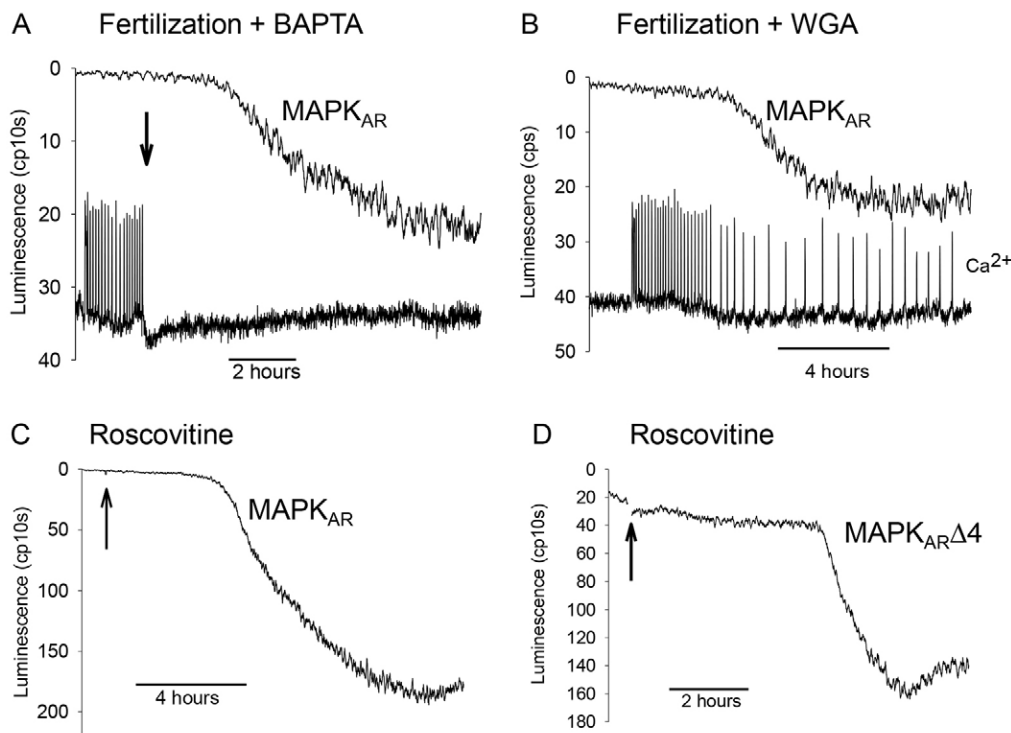 A Fertilization + BAPTA
Luminescence (cp10s)
0
10
20
30
40
MAPKAR
2 hours
B Fertilization + WGA
Luminescence (cps)
0
10
20
30
40
50
MAPKAR
Ca2+
4 hours
C Roscovitine
Luminescence (cp10s)
0
50
100
150
200
MAPKAR
4 hours
D Roscovitine
Luminescence (cp10s)
0
20
40
60
80
100
120
140
160
180
MAPKARΔ4
2 hours